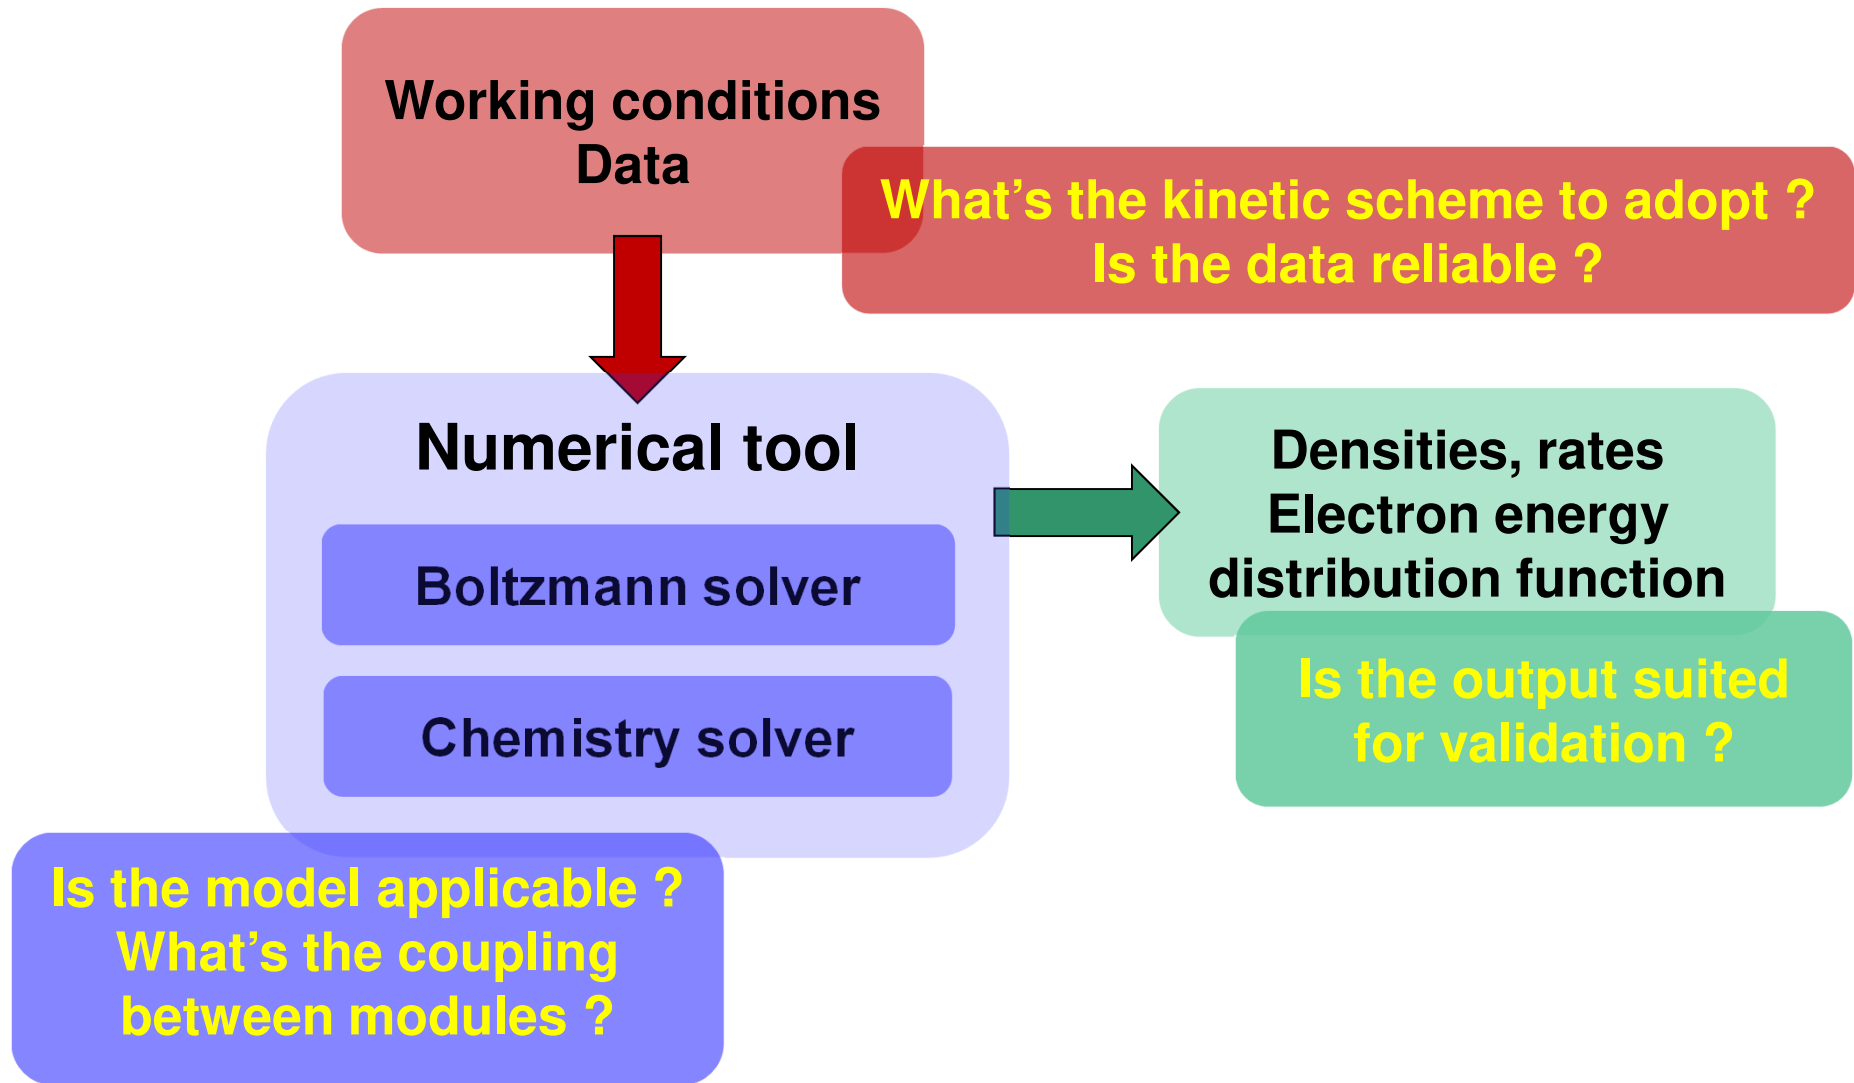 Working conditions
Data
What’s the kinetic scheme to adopt ?
Is the data reliable ?
Numerical tool
Boltzmann solver
Chemistry solver
Densities, rates
Electron energy
distribution function
Is the output suited
for validation ?
Is the model applicable ?
What’s the coupling
between modules ?